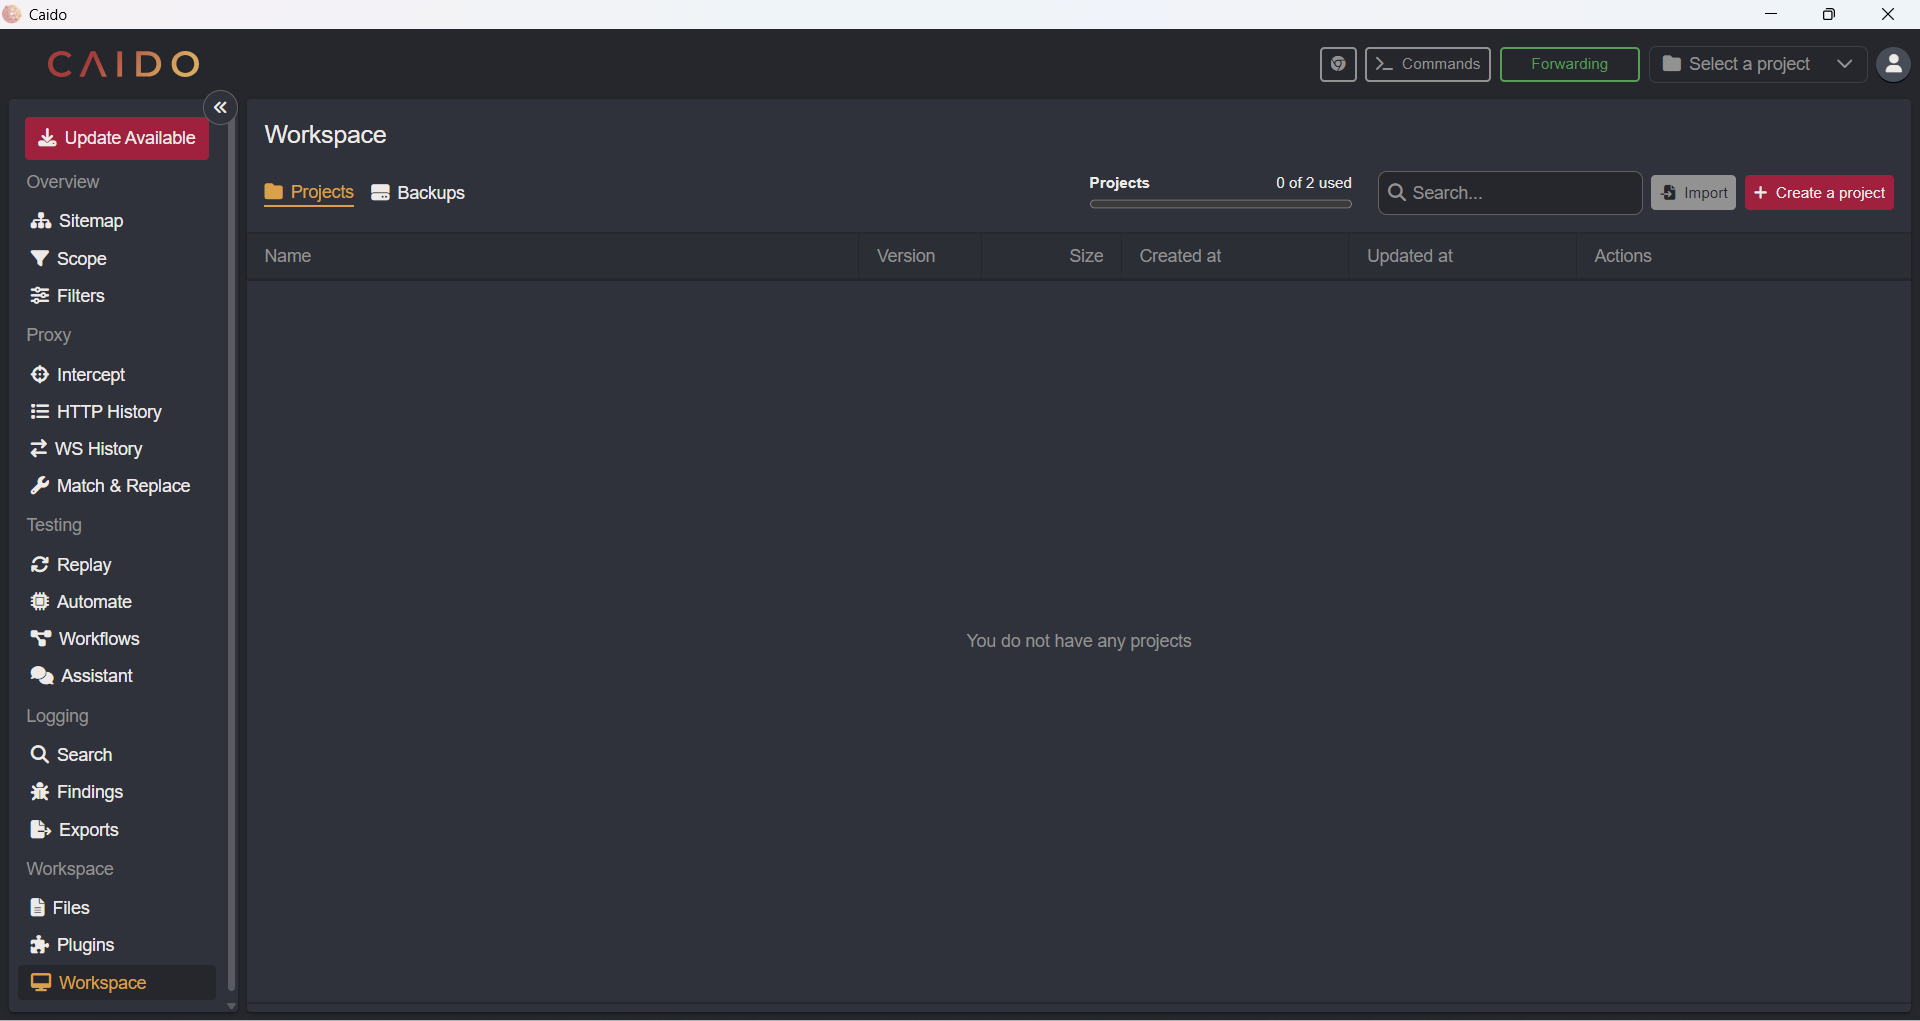 Caido
CAIDO
Commands
Forwarding
Select a project
Update Available
Overview
Sitemap
Scope
Filters
Proxy
Intercept
HTTP History
WS History
Match & Replace
Testing
Replay
Automate
Workflows
Assistant
Logging
Search
Findings
Exports
Workspace
Files
Plugins
Workspace
Workspace
Projects
Backups
Projects
0 of 2 used
Search...
Import
Create a project
Name
Version
Size
Created at
Updated at
Actions
You do not have any projects